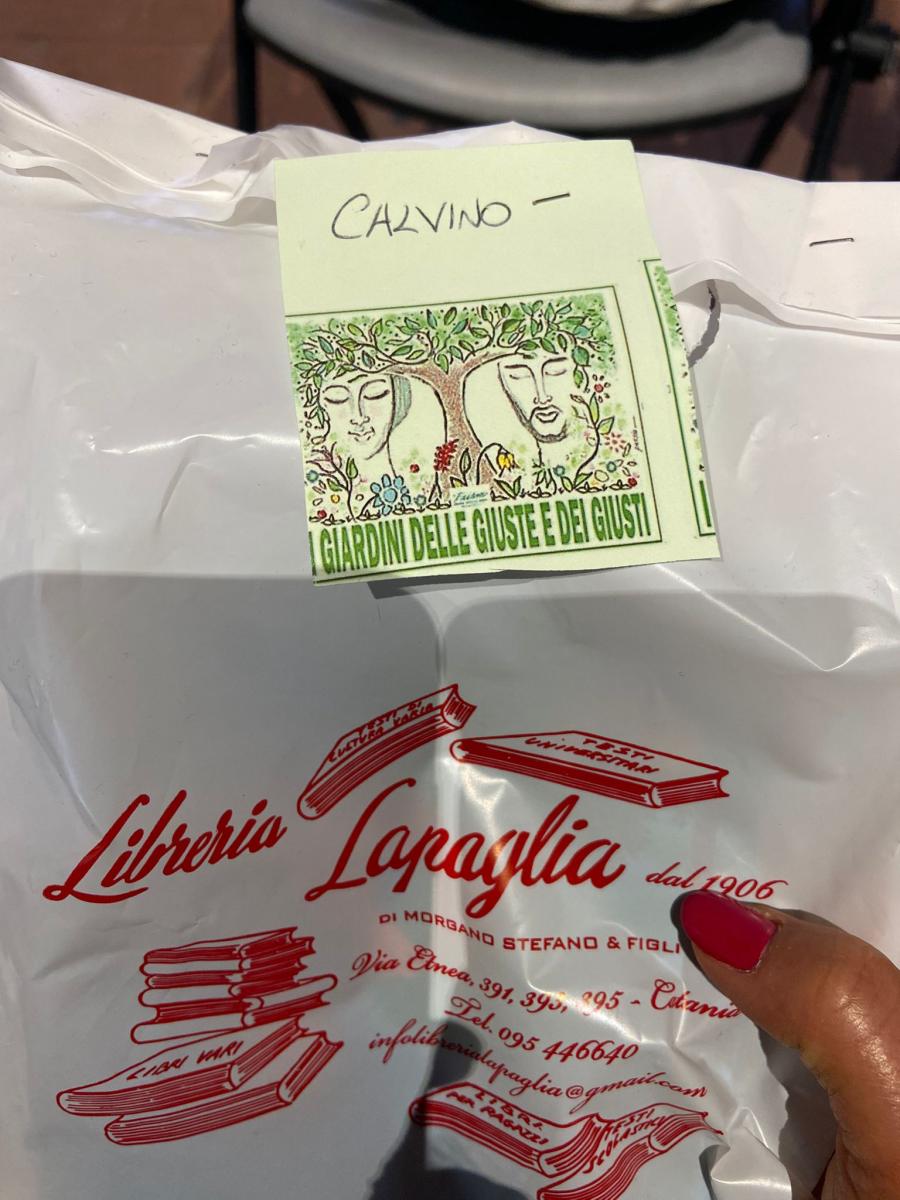 CALVINO -
I GIARDINI DELLE GIUSTE E DEI GIUSTI
TESTI DI
CULTURA VARIA
TESTI
UNIVERSITARI
Libreria Lapaglia dal 1906
DI MORGANO STEFANO & FIGLI
Via Etnea, 391, 393, 395 - Catania
Tel. 095 446640
infolibrerialapaglia@gmail.com
LIBRI VARI
LIBRI
PER RAGAZZI
TESTI
SCOLASTICI